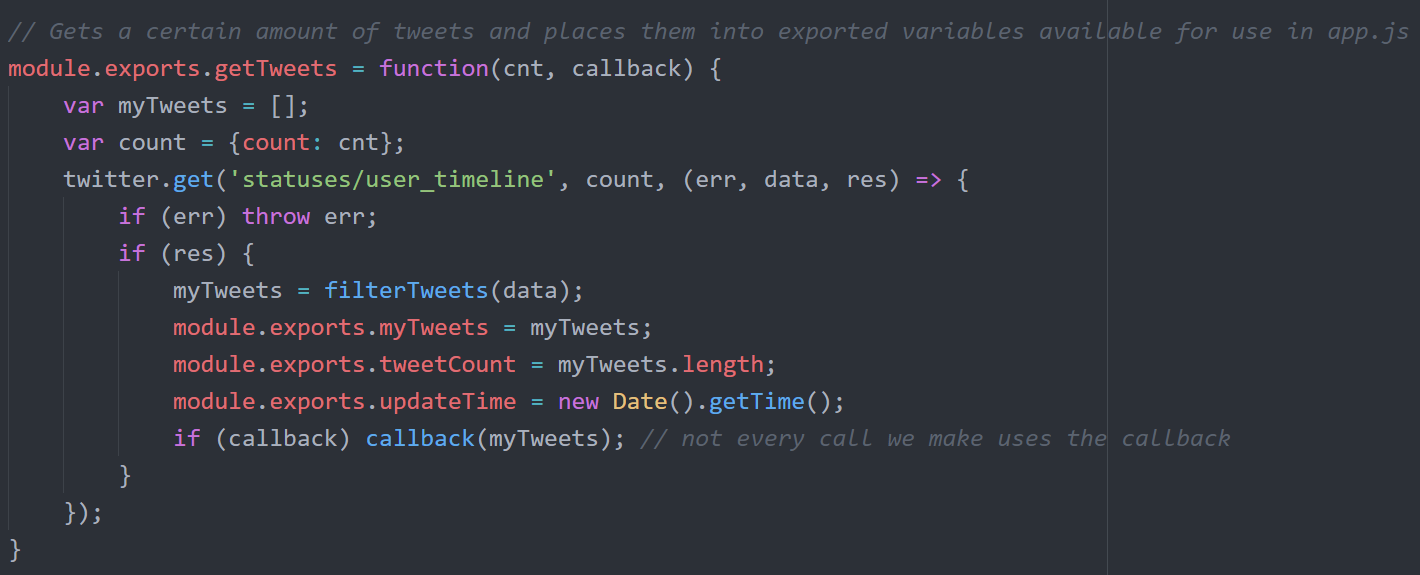 // Gets a certain amount of tweets and places them into exported variables available for use in app.js
module.exports.getTweets = function(cnt, callback) {
    var myTweets = [];
    var count = {count: cnt};
    twitter.get('statuses/user_timeline', count, (err, data, res) => {
        if (err) throw err;
        if (res) {
            myTweets = filterTweets(data);
            module.exports.myTweets = myTweets;
            module.exports.tweetCount = myTweets.length;
            module.exports.updateTime = new Date().getTime();
            if (callback) callback(myTweets); // not every call we make uses the callback
        }
    });
}